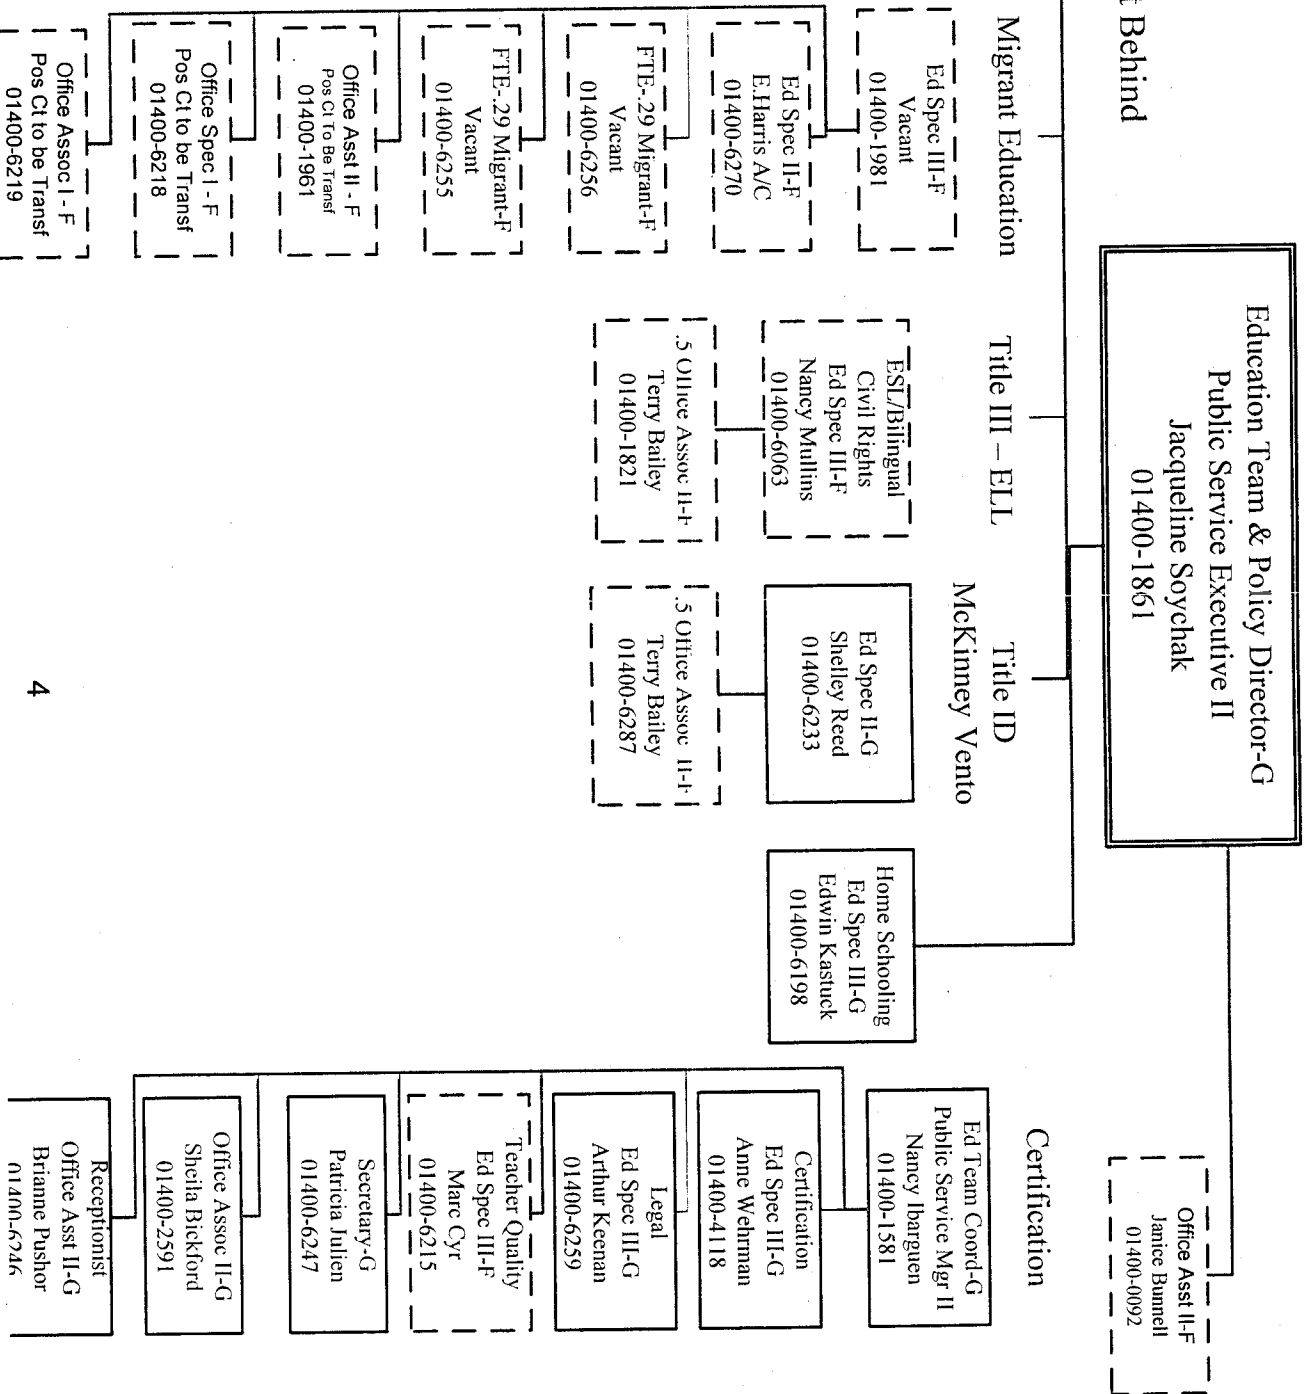 t Behind
Education Team & Policy Director-G
Public Service Executive II
Jacqueline Soychak
01400-1861
Office Asst II-F
Janice Bunnell
01400-0092
Migrant Education
Ed Spec III-F
Vacant
01400-1981
Ed Spec II-F
E.Harris A/C
01400-6270
FTE-.29 Migrant-F
Vacant
01400-6256
FTE-.29 Migrant-F
Vacant
01400-6255
Office Asst II - F
Pos Ct To Be Transf
01400-1961
Office Spec I - F
Pos Ct to be Transf
01400-6218
Office Assoc I - F
Pos Ct to be Transf
01400-6219
Title III – ELL
ESL/Bilingual
Civil Rights
Ed Spec III-F
Nancy Mullins
01400-6063
.5 Office Assoc II-F
Terry Bailey
01400-1821
Title ID
McKinney Vento
Ed Spec II-G
Shelley Reed
01400-6233
.5 Office Assoc II-F
Terry Bailey
01400-6287
Home Schooling
Ed Spec III-G
Edwin Kastuck
01400-6198
Certification
Ed Team Coord-G
Public Service Mgr II
Nancy Ibarguen
01400-1581
Certification
Ed Spec III-G
Anne Wehrman
01400-4118
Legal
Ed Spec III-G
Arthur Keenan
01400-6259
Teacher Quality
Ed Spec III-F
Marc Cyr
01400-6215
Secretary-G
Patricia Julien
01400-6247
Office Assoc II-G
Sheila Bickford
01400-2591
Receptionist
Office Asst II-G
Brianne Pushor
01400-6246
4